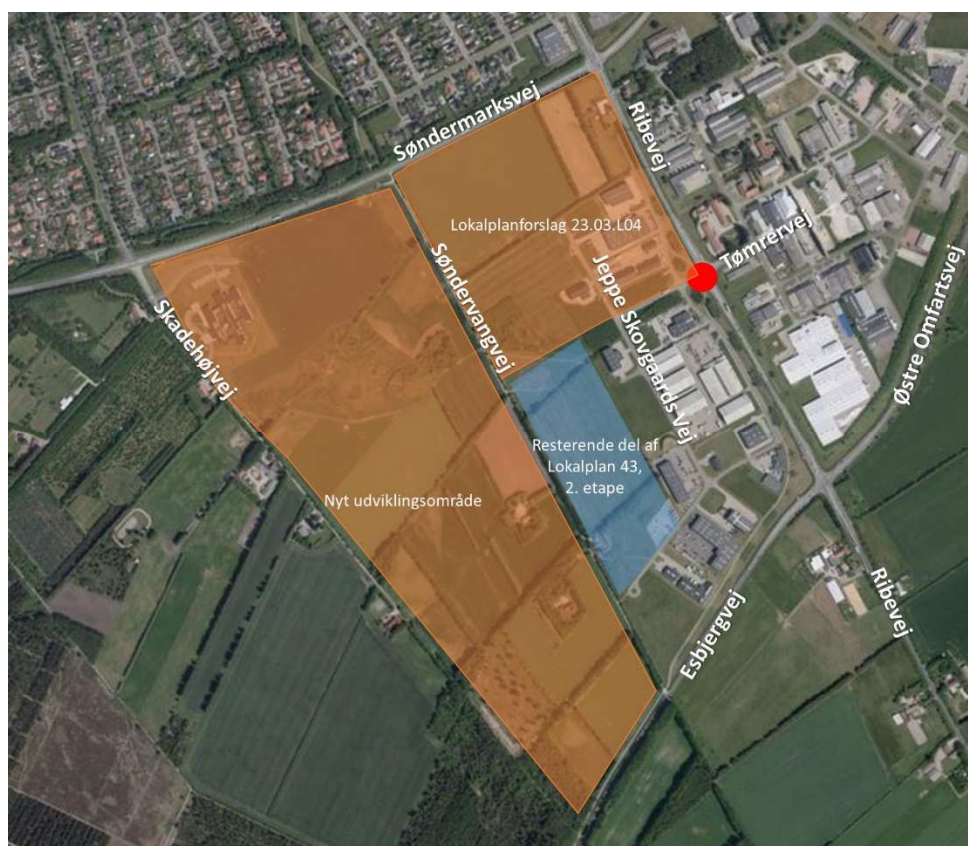 Søndermarksvej
Ribevej
Lokalplanforslag 23.03.L04
Tømrervej
Søndervangvej
Jeppe Skovgaards Vej
Østre Omfartsvej
Skadehøjvej
Resterende del af
Lokalplan 43,
2. etape
Nyt udviklingsområde
Esbjergvej
Ribevej